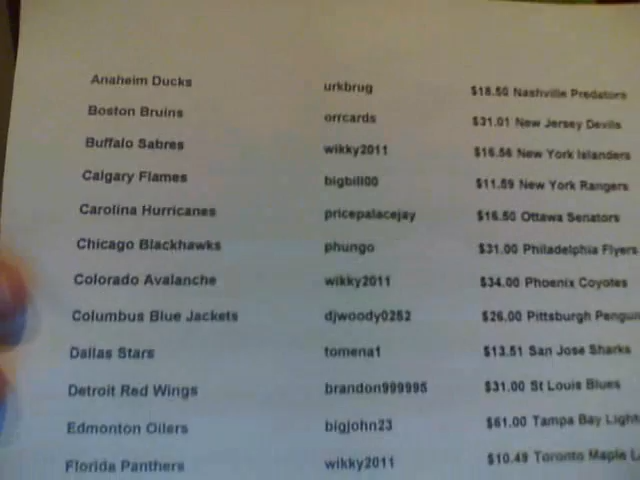 Anaheim Ducks urkbrug $18.50 Nashville Predators
Boston Bruins orrcards $31.01 New Jersey Devils
Buffalo Sabres wikky2011 $16.56 New York Islanders
Calgary Flames bigbill00 $11.59 New York Rangers
Carolina Hurricanes pricepalacejay $16.50 Ottawa Senators
Chicago Blackhawks phungo $31.00 Philadelphia Flyers
Colorado Avalanche wikky2011 $34.00 Phoenix Coyotes
Columbus Blue Jackets djwoody0252 $26.00 Pittsburgh Pengui
Dallas Stars tomena1 $13.51 San Jose Sharks
Detroit Red Wings brandon999995 $31.00 St Louis Blues
Edmonton Oilers bigjohn23 $61.00 Tampa Bay Light
Florida Panthers wikky2011 $10.49 Toronto Maple L